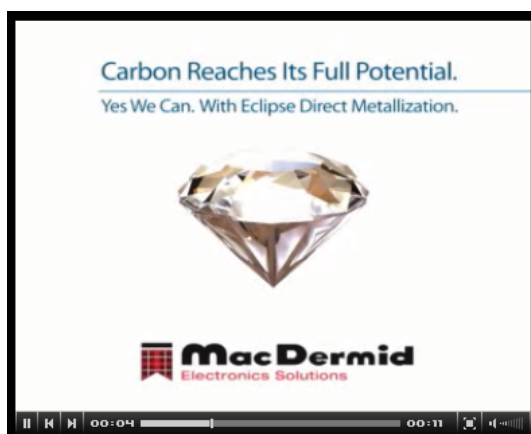 Carbon Reaches Its Full Potential.
Yes We Can. With Eclipse Direct Metallization.
MacDermid
Electronics Solutions
00:04 00:11